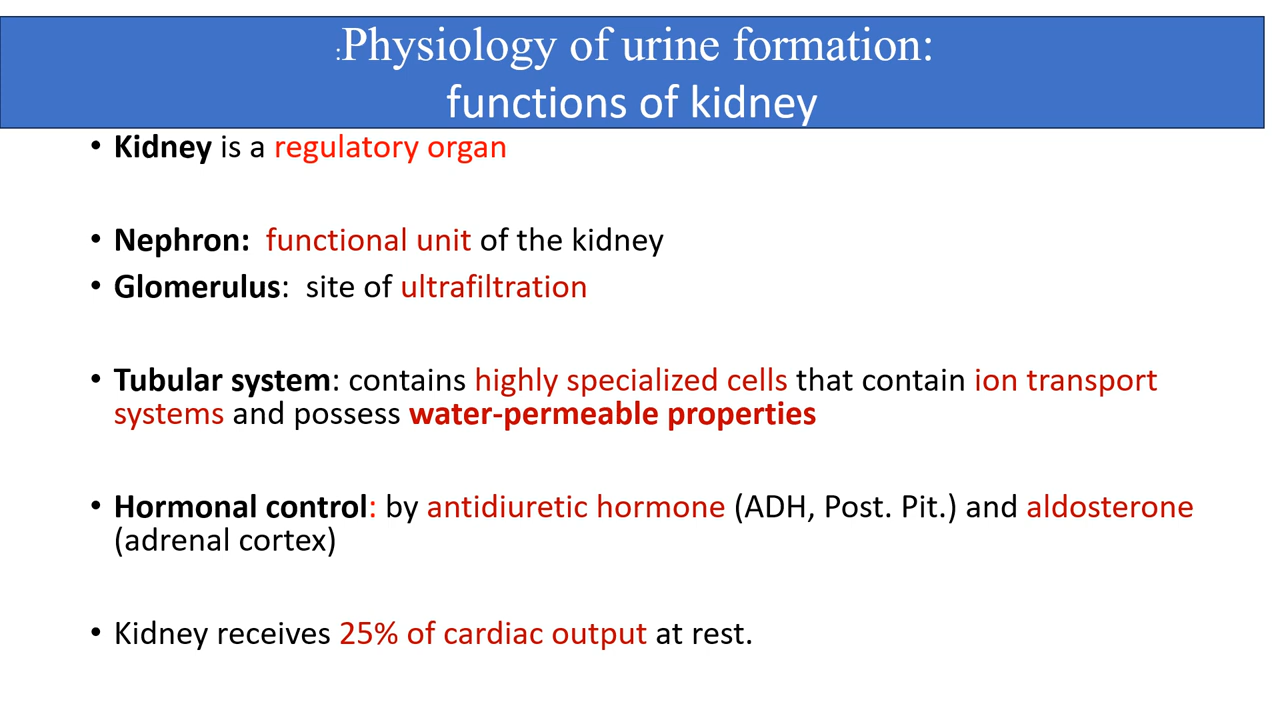 :Physiology of urine formation:
functions of kidney
• Kidney is a regulatory organ
• Nephron: functional unit of the kidney
• Glomerulus: site of ultrafiltration
• Tubular system: contains highly specialized cells that contain ion transport
systems and possess water-permeable properties
• Hormonal control: by antidiuretic hormone (ADH, Post. Pit.) and aldosterone
(adrenal cortex)
• Kidney receives 25% of cardiac output at rest.